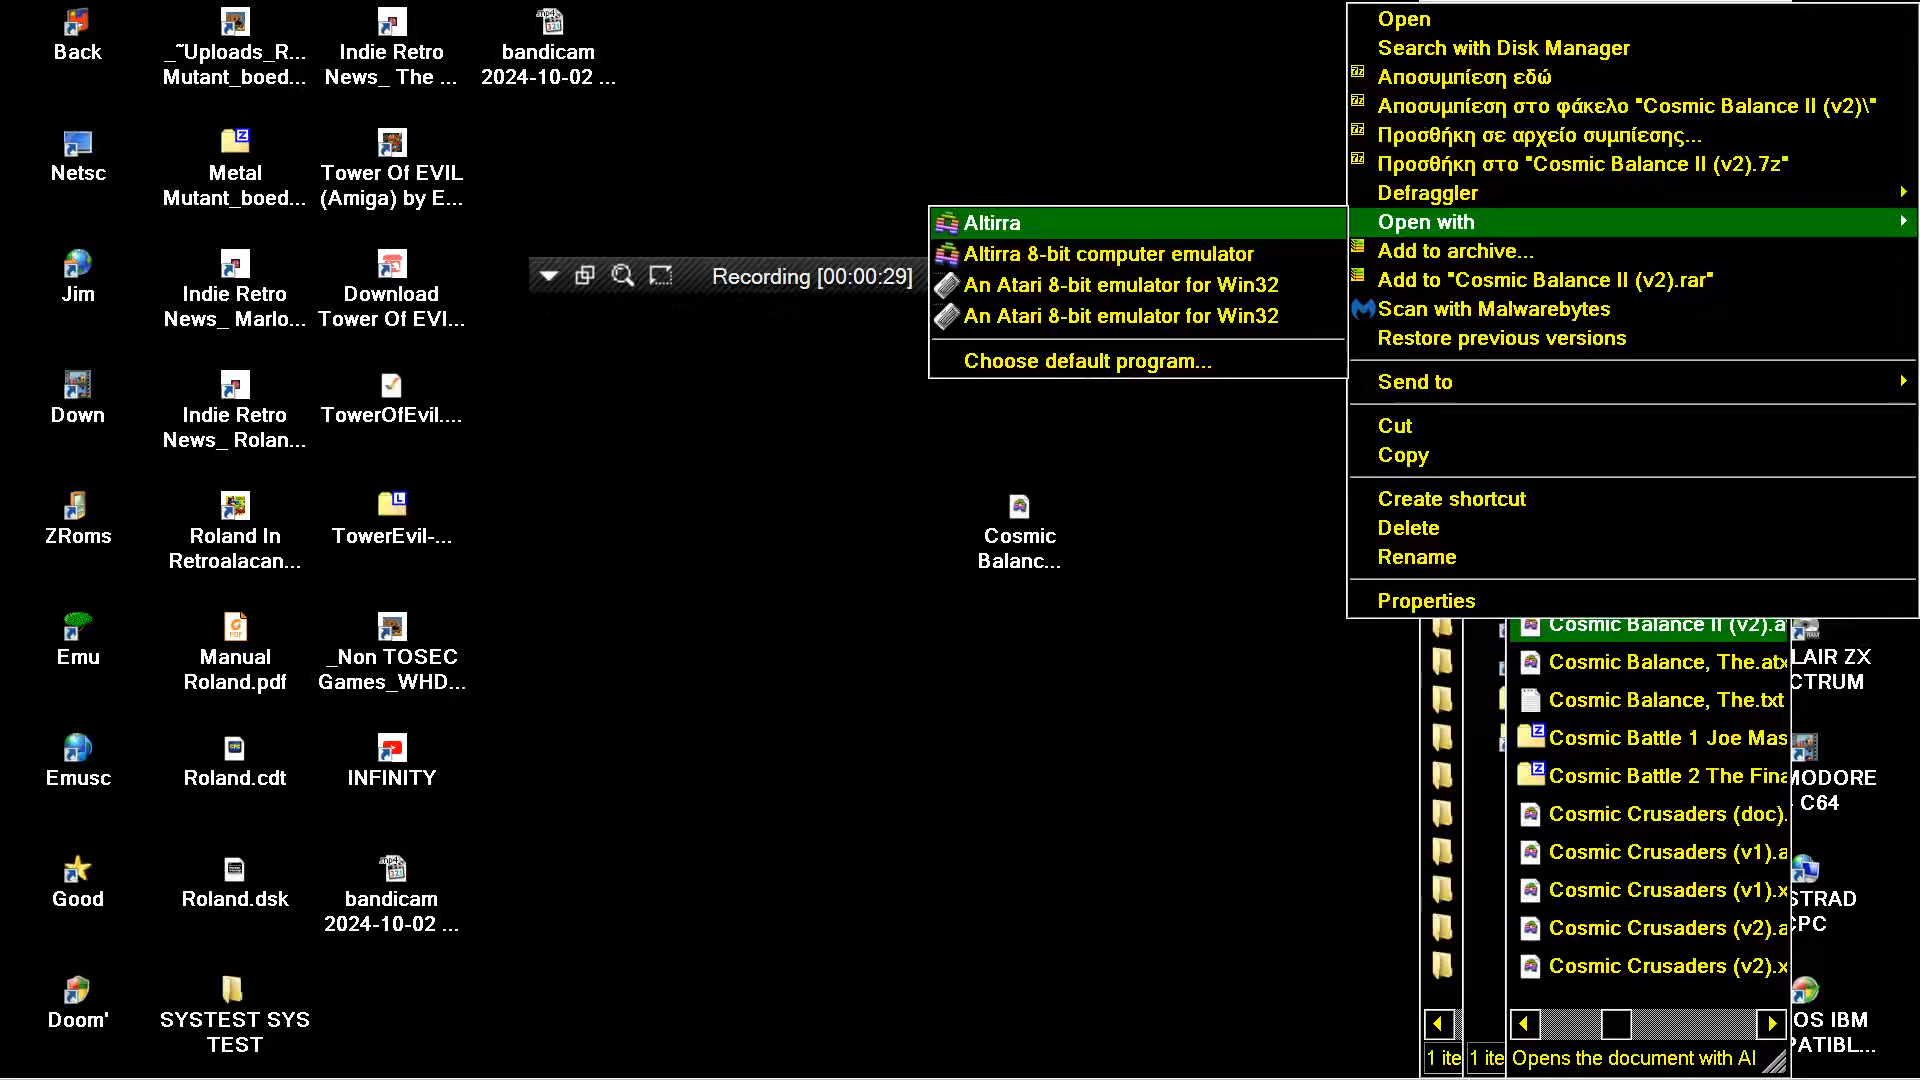 Back
_~Uploads_R...
Mutant_boed...
Indie Retro
News_ The ...
bandicam
2024-10-02 ...
Netsc
Metal
Mutant_boed...
Tower Of EVIL
(Amiga) by E...
Jim
Indie Retro
News_ Marlo...
Download
Tower Of EVI...
Down
Indie Retro
News_ Rolan...
TowerOfEvil....
ZRoms
Roland In
Retroalacan...
TowerEvil-...
Emu
Manual
Roland.pdf
_Non TOSEC
Games_WHD...
Emusc
Roland.cdt
INFINITY
Good
Roland.dsk
bandicam
2024-10-02 ...
Doom'
SYSTEST SYS
TEST
Recording [00:00:29]
Cosmic
Balanc...
Altirra
Altirra 8-bit computer emulator
An Atari 8-bit emulator for Win32
An Atari 8-bit emulator for Win32
Choose default program...
Open
Search with Disk Manager
Αποσυμπίεση εδώ
Αποσυμπίεση στο φάκελο "Cosmic Balance II (v2)\"
Προσθήκη σε αρχείο συμπίεσης...
Προσθήκη στο "Cosmic Balance II (v2).7z"
Defraggler
Open with
Add to archive...
Add to "Cosmic Balance II (v2).rar"
Scan with Malwarebytes
Restore previous versions
Send to
Cut
Copy
Create shortcut
Delete
Rename
Properties
Cosmic Balance II (v2).a
Cosmic Balance, The.atx
Cosmic Balance, The.txt
Cosmic Battle 1 Joe Mas
Cosmic Battle 2 The Fina
Cosmic Crusaders (doc).
Cosmic Crusaders (v1).a
Cosmic Crusaders (v1).x
Cosmic Crusaders (v2).a
Cosmic Crusaders (v2).x
1 ite
1 ite
Opens the document with Al
LAIR ZX
CTRUM
MODORE
C64
STRAD
CPC
OS IBM
PATIBL...